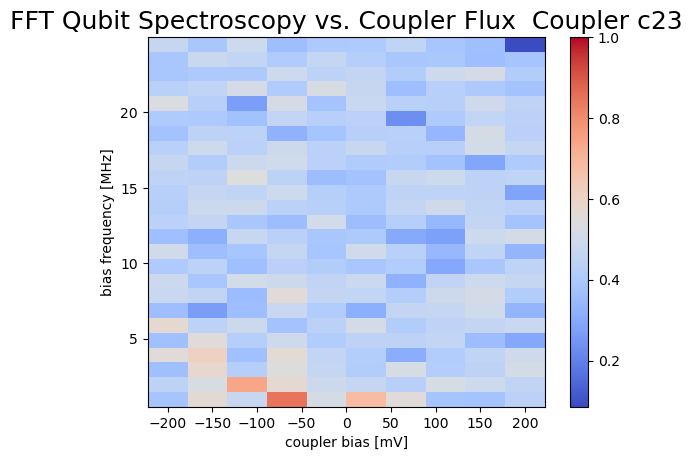 FFT Qubit Spectroscopy vs. Coupler Flux  Coupler c23
bias frequency [MHz]
20
15
10
5
−200 −150 −100 −50 0 50 100 150 200
coupler bias [mV]
1.0
0.8
0.6
0.4
0.2